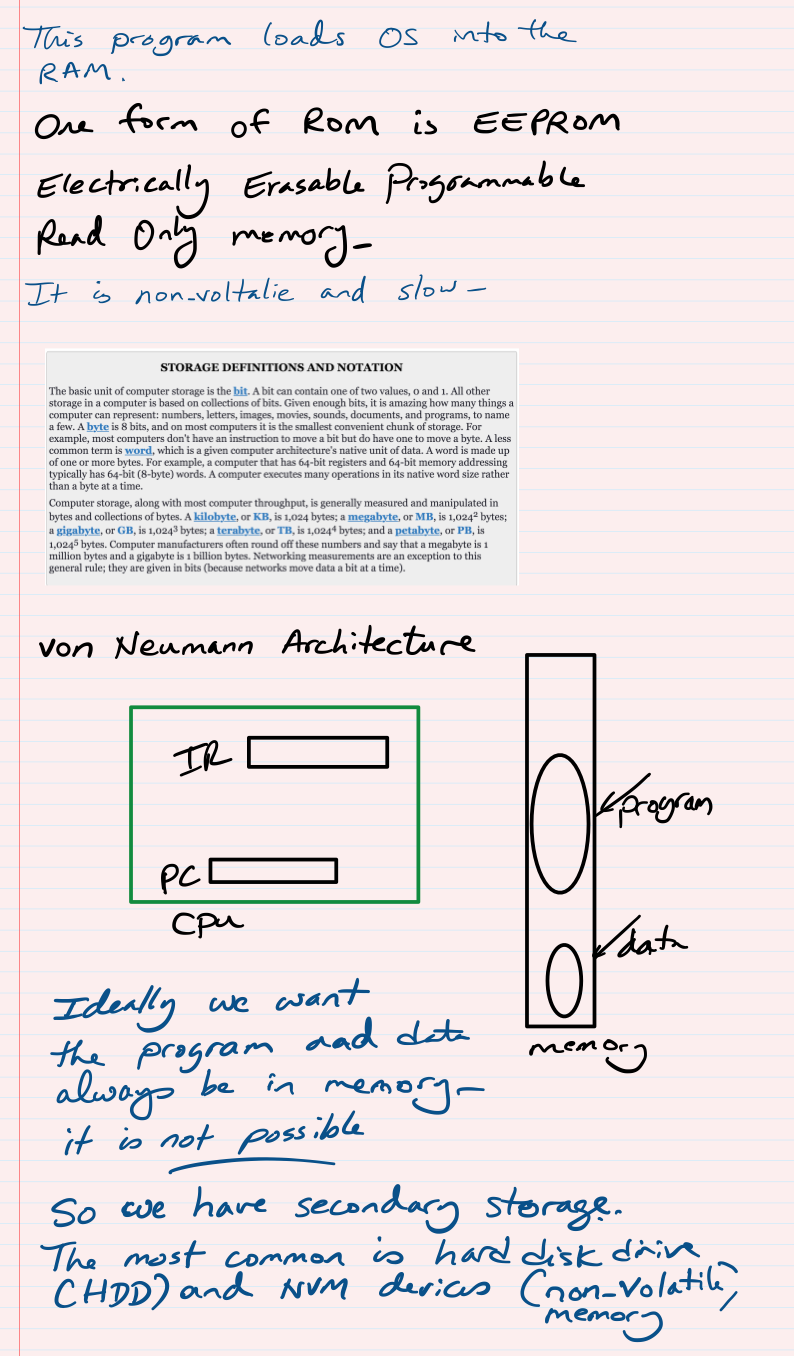 This program loads OS into the
RAM.
One form of ROM is EEPROM
Electrically Erasable Programmable
Read Only memory-
It is non-voltalie and slow-
STORAGE DEFINITIONS AND NOTATION
The basic unit of computer storage is the bit. A bit can contain one of two values, 0 and 1. All other
storage in a computer is based on collections of bits. Given enough bits, it is amazing how many things a
computer can represent: numbers, letters, images, movies, sounds, documents, and programs, to name
a few. A byte is 8 bits, and on most computers it is the smallest convenient chunk of storage. For
example, most computers don't have an instruction to move a bit but do have one to move a byte. A less
common term is word, which is a given computer architecture's native unit of data. A word is made up
of one or more bytes. For example, a computer that has 64-bit registers and 64-bit memory addressing
typically has 64-bit (8-byte) words. A computer executes many operations in its native word size rather
than a byte at a time.
Computer storage, along with most computer throughput, is generally measured and manipulated in
bytes and collections of bytes. A kilobyte, or KB, is 1,024 bytes; a megabyte, or MB, is 1,024² bytes;
a gigabyte, or GB, is 1,024³ bytes; a terabyte, or TB, is 1,024⁴ bytes; and a petabyte, or PB, is
1,024⁵ bytes. Computer manufacturers often round off these numbers and say that a megabyte is 1
million bytes and a gigabyte is 1 billion bytes. Networking measurements are an exception to this
general rule; they are given in bits (because networks move data a bit at a time).
von Neumann Architecture
IR
PC
CPU
program
data
memory
Ideally we want
the program and data
always be in memory-
it is not possible
So we have secondary storage.
The most common is hard disk drive
(HDD) and NVM devices (non-volatile)
memory